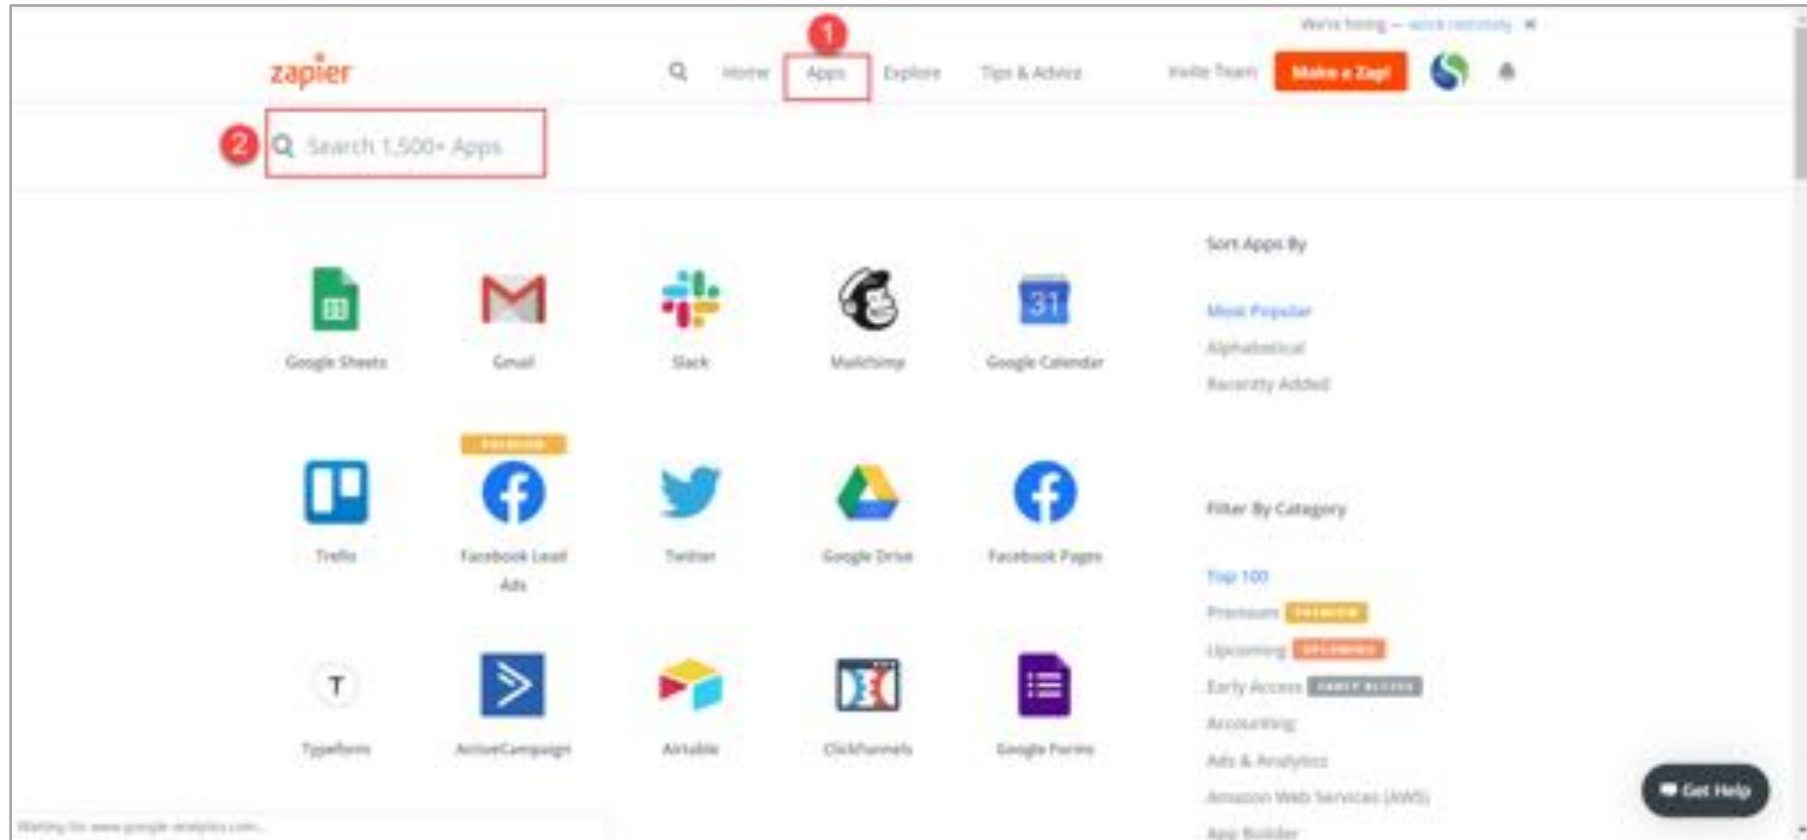 We're hiring — work remotely ×
1
zapier Home Apps Explore Tips & Advice Invite Team Make a Zap!
2 Search 1,500+ Apps
Sort Apps By
31
Most Popular
Google Sheets Gmail Slack Mailchimp Google Calendar
Alphabetical
Recently Added
PREMIUM
Filter By Category
Trello Facebook Lead Ads Twitter Google Drive Facebook Pages
Top 100
Premium PREMIUM
Upcoming UPCOMING
T
Early Access EARLY ACCESS
Accounting
Typeform ActiveCampaign Airtable ClickFunnels Google Forms
Ads & Analytics
Amazon Web Services (AWS)
Get Help
Waiting for www.google-analytics.com...
App Builder